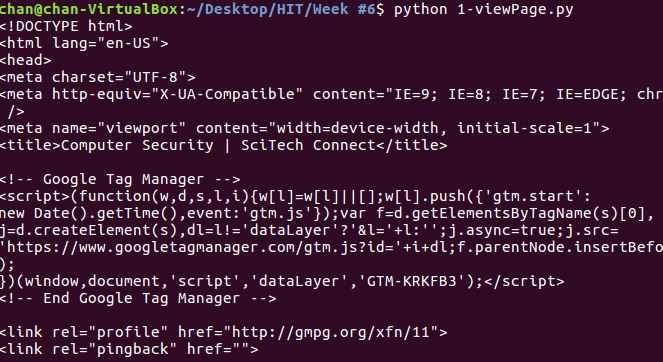 chan@chan-VirtualBox:~/Desktop/HIT/Week #6$ python 1-viewPage.py
<!DOCTYPE html>
<html lang="en-US">
<head>
<meta charset="UTF-8">
<meta http-equiv="X-UA-Compatible" content="IE=9; IE=8; IE=7; IE=EDGE; chr
 />
<meta name="viewport" content="width=device-width, initial-scale=1">
<title>Computer Security | SciTech Connect</title>

<!-- Google Tag Manager -->
<script>(function(w,d,s,l,i){w[l]=w[l]||[];w[l].push({'gtm.start':
new Date().getTime(),event:'gtm.js'});var f=d.getElementsByTagName(s)[0],
j=d.createElement(s),dl=l!='dataLayer'?'&l='+l:'';j.async=true;j.src=
'https://www.googletagmanager.com/gtm.js?id='+i+dl;f.parentNode.insertBefo
);
})(window,document,'script','dataLayer','GTM-KRKFB3');</script>
<!-- End Google Tag Manager -->

<link rel="profile" href="http://gmpg.org/xfn/11">
<link rel="pingback" href="">